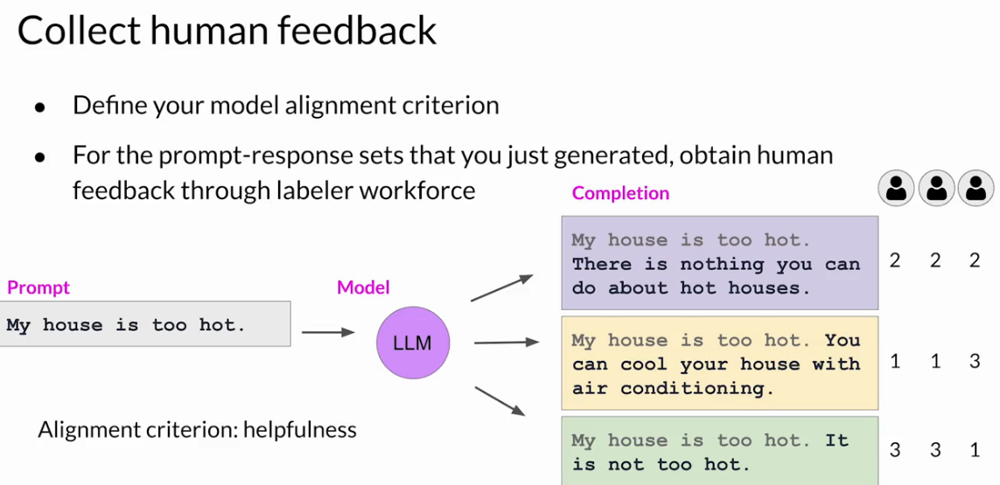 Collect human feedback
● Define your model alignment criterion
● For the prompt-response sets that you just generated, obtain human
feedback through labeler workforce
Prompt
My house is too hot.
Model
LLM
Alignment criterion: helpfulness
Completion
My house is too hot.
There is nothing you can
do about hot houses.
2 2 2
My house is too hot. You
can cool your house with
air conditioning.
1 1 3
My house is too hot. It
is not too hot.
3 3 1